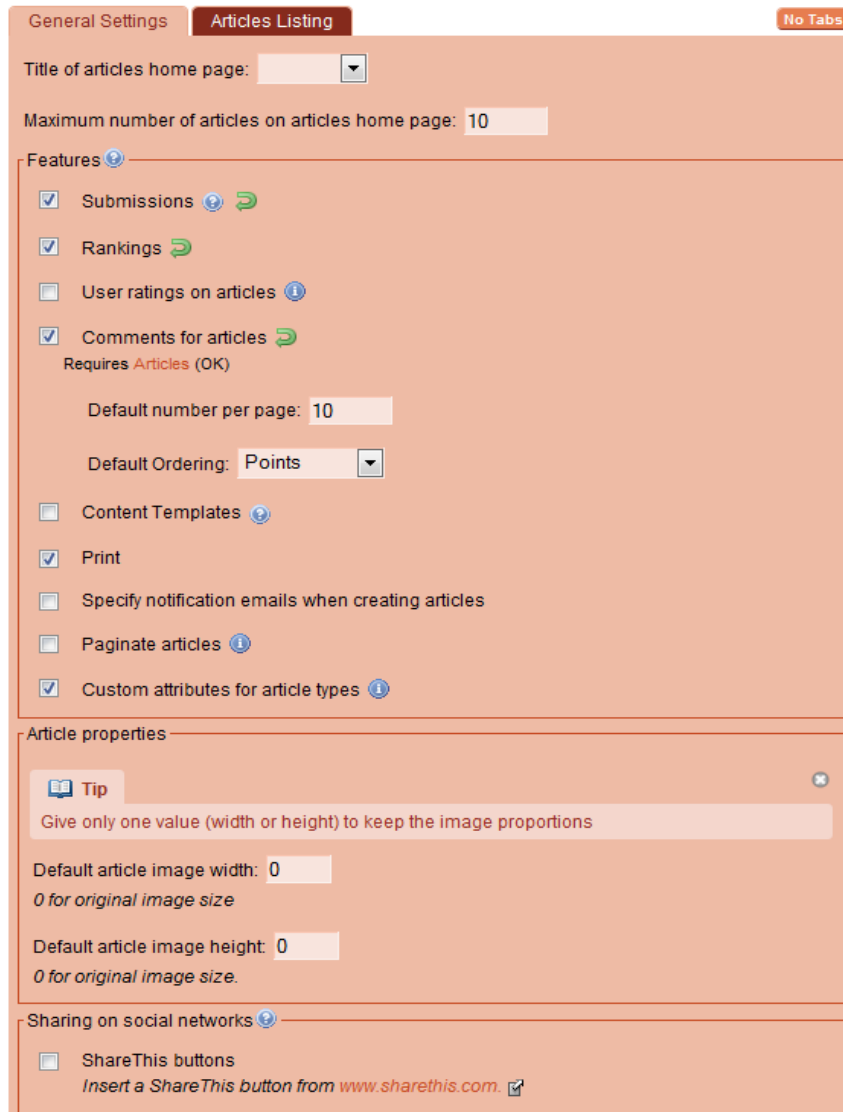 General Settings
Articles Listing
No Tabs
Title of articles home page:
Maximum number of articles on articles home page: 10
Features
Submissions
Rankings
User ratings on articles
Comments for articles
Requires Articles (OK)
Default number per page: 10
Default Ordering: Points
Content Templates
Print
Specify notification emails when creating articles
Paginate articles
Custom attributes for article types
Article properties
Tip
Give only one value (width or height) to keep the image proportions
Default article image width: 0
0 for original image size
Default article image height: 0
0 for original image size.
Sharing on social networks
ShareThis buttons
Insert a ShareThis button from www.sharethis.com.